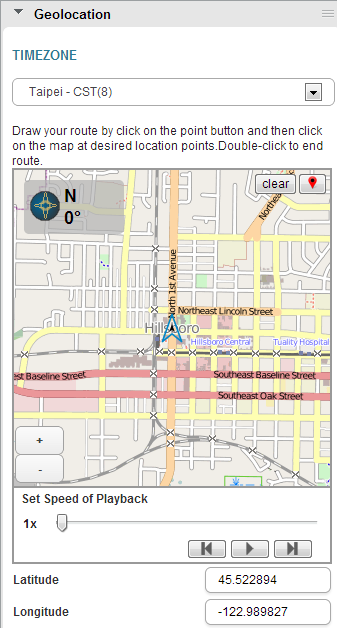 Geolocation
TIMEZONE
Taipei - CST(8)
Draw your route by click on the point button and then click
on the map at desired location points.Double-click to end
route.
clear
N
0°
Northe
North 1st Avenue
Northeast Lincoln Street
Hillsboro
Hillsboro Central
Tuality Hospital
est Baseline Street
Southeast Baseline Street
Southeast Oak Street
+
-
Set Speed of Playback
1x
Latitude
45.522894
Longitude
-122.989827